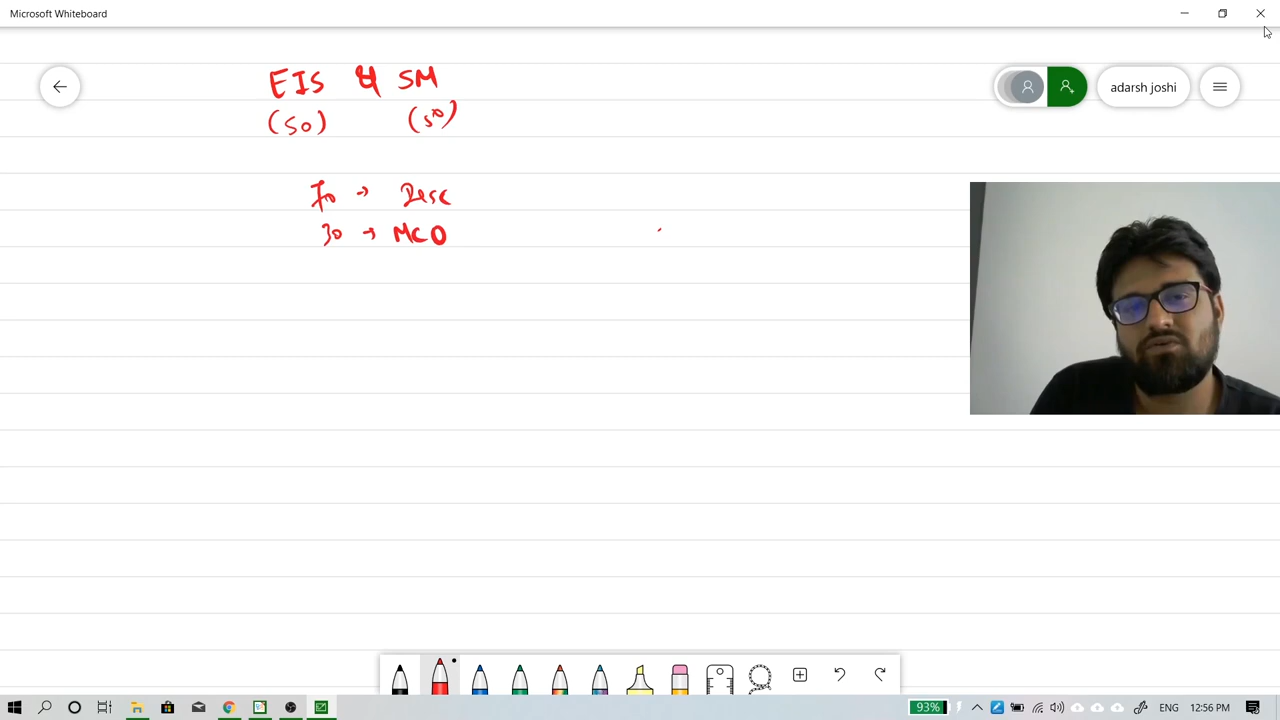 Microsoft Whiteboard
EIS & SM
(50) (50)
adarsh joshi
70 → Desc
30 → MCQ
93%
ENG
12:56 PM